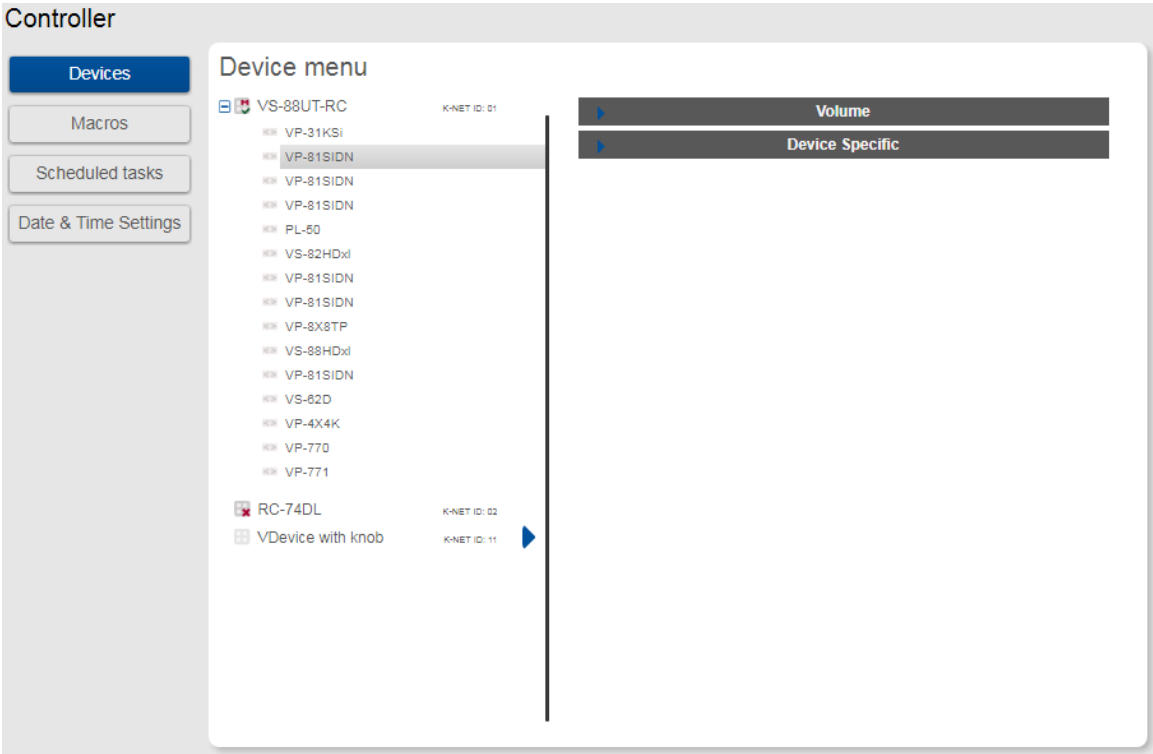 Controller
Devices
Macros
Scheduled tasks
Date & Time Settings
Device menu
VS-88UT-RC K-NET ID: 01
VP-31KSi
VP-81SIDN
VP-81SIDN
VP-81SIDN
PL-50
VS-82HDxl
VP-81SIDN
VP-81SIDN
VP-8X8TP
VS-88HDxl
VP-81SIDN
VS-62D
VP-4X4K
VP-770
VP-771
RC-74DL K-NET ID: 02
VDevice with knob K-NET ID: 11
Volume
Device Specific